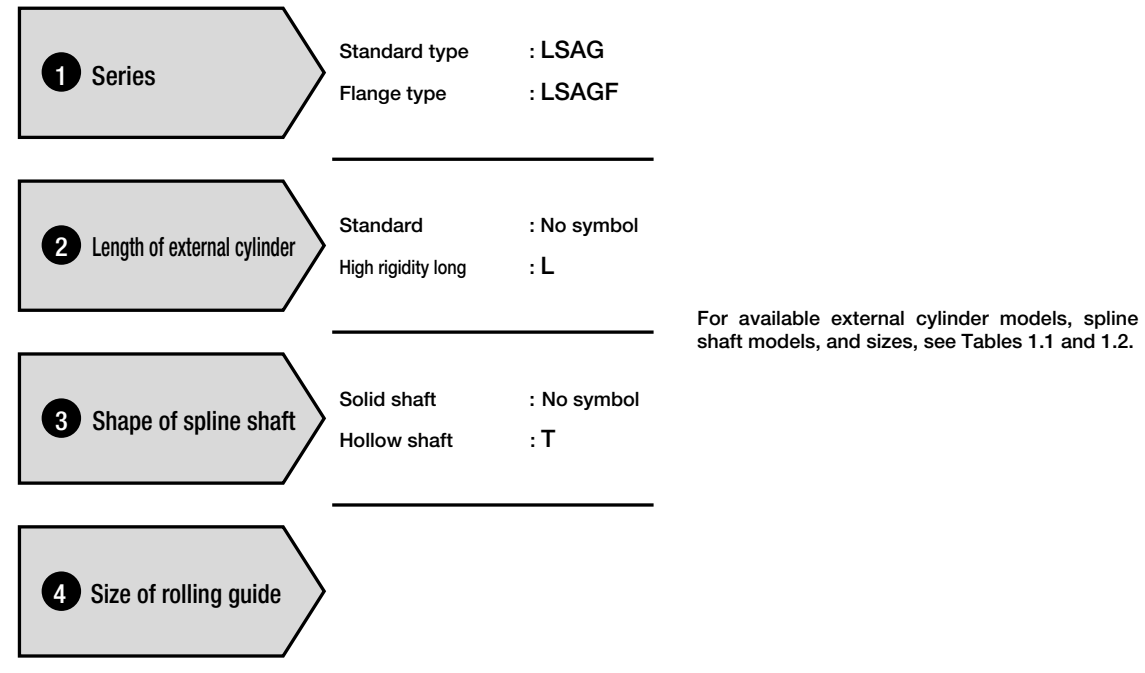 1 Series
Standard type : LSAG
Flange type : LSAGF
2 Length of external cylinder
Standard : No symbol
High rigidity long : L
For available external cylinder models, spline
shaft models, and sizes, see Tables 1.1 and 1.2.
3 Shape of spline shaft
Solid shaft : No symbol
Hollow shaft : T
4 Size of rolling guide